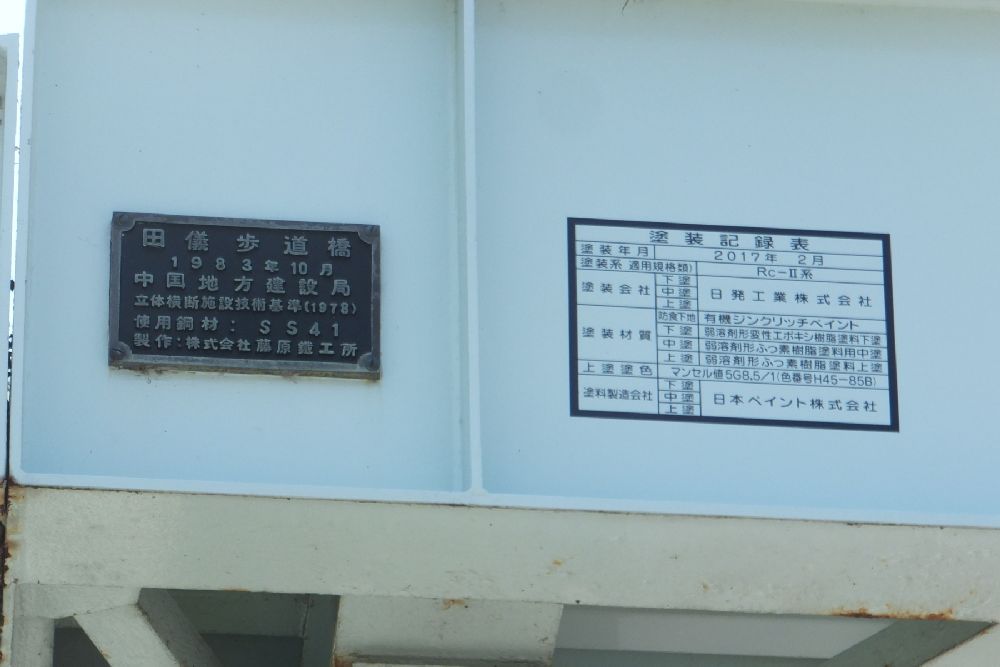 田儀歩道橋
1983年10月
中国地方建設局
立体横断施設技術基準(1978)
使用鋼材: SS41
製作:株式会社藤原鐵工所
塗装記録表
塗装年月 2017年 2月
塗装系(適用規格類) Rc-Ⅱ系
塗装会社 下塗 中塗 上塗 日発工業株式会社
塗装材質 防食下地 有機ジンクリッチペイント
下塗 弱溶剤形変性エポキシ樹脂塗料下塗
中塗 弱溶剤形ふっ素樹脂塗料用中塗
上塗 弱溶剤形ふっ素樹脂塗料上塗
上塗塗色 マンセル値5G8.5/1(色番号H45-85B)
塗料製造会社 下塗 中塗 上塗 日本ペイント株式会社